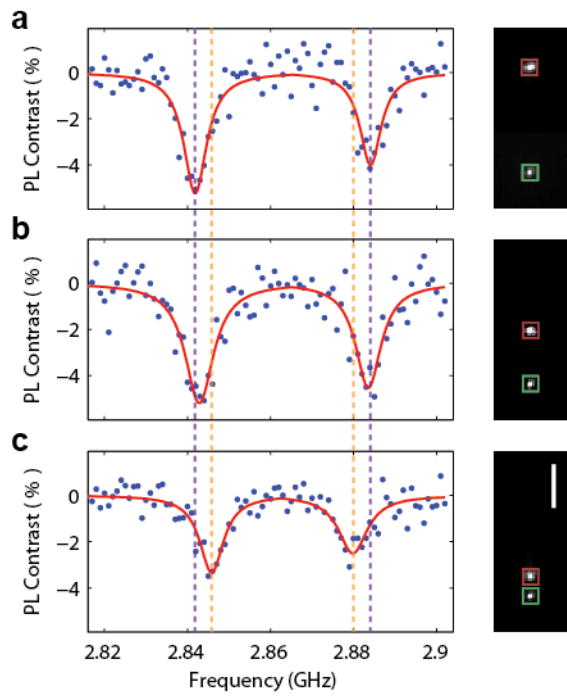 a
PL Contrast ( % )
0
−2
−4
b
PL Contrast ( % )
0
−2
−4
c
PL Contrast ( % )
0
−2
−4
2.82 2.84 2.86 2.88 2.9
Frequency (GHz)